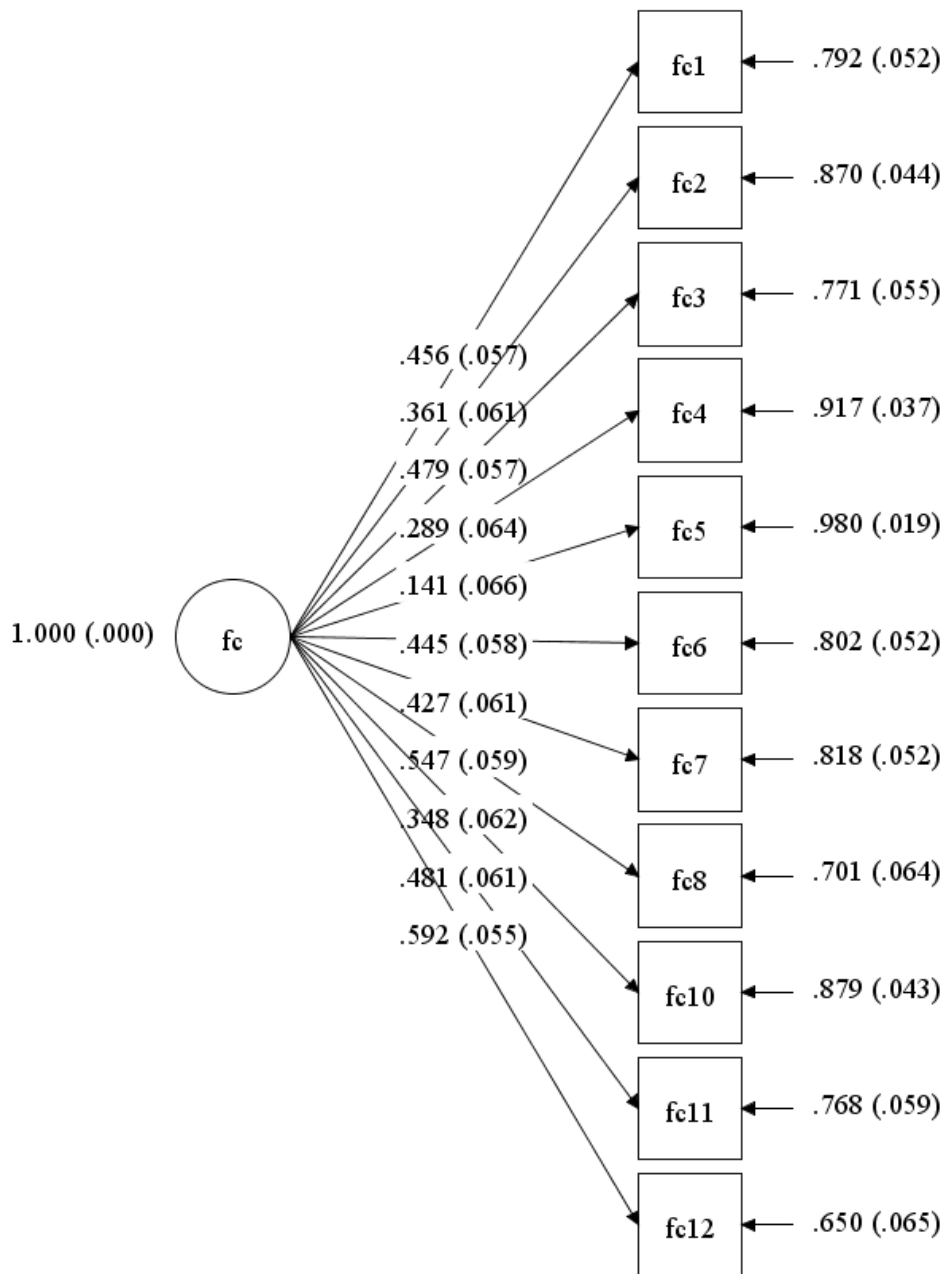 fc1 .792 (.052)
fc2 .870 (.044)
fc3 .771 (.055)
.456 (.057)
fc4 .917 (.037)
.361 (.061)
.479 (.057)
fc5 .980 (.019)
.289 (.064)
.141 (.066)
1.000 (.000) fc .445 (.058) fc6 .802 (.052)
.427 (.061)
fc7 .818 (.052)
.547 (.059)
.348 (.062)
fc8 .701 (.064)
.481 (.061)
.592 (.055)
fc10 .879 (.043)
fc11 .768 (.059)
fc12 .650 (.065)